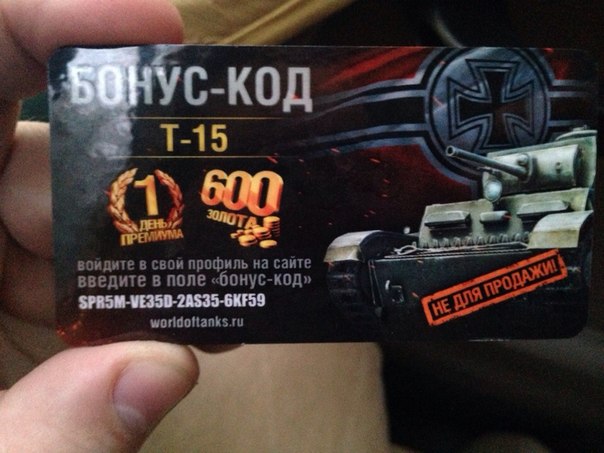 БОНУС-КОД
Т-15
1
ДЕНЬ
ПРЕМИУМА
600
ЗОЛОТА
войдите в свой профиль на сайте
введите в поле «бонус-код»
SPR5M-VE35D-2AS35-6KF59
worldoftanks.ru
НЕ ДЛЯ ПРОДАЖИ!